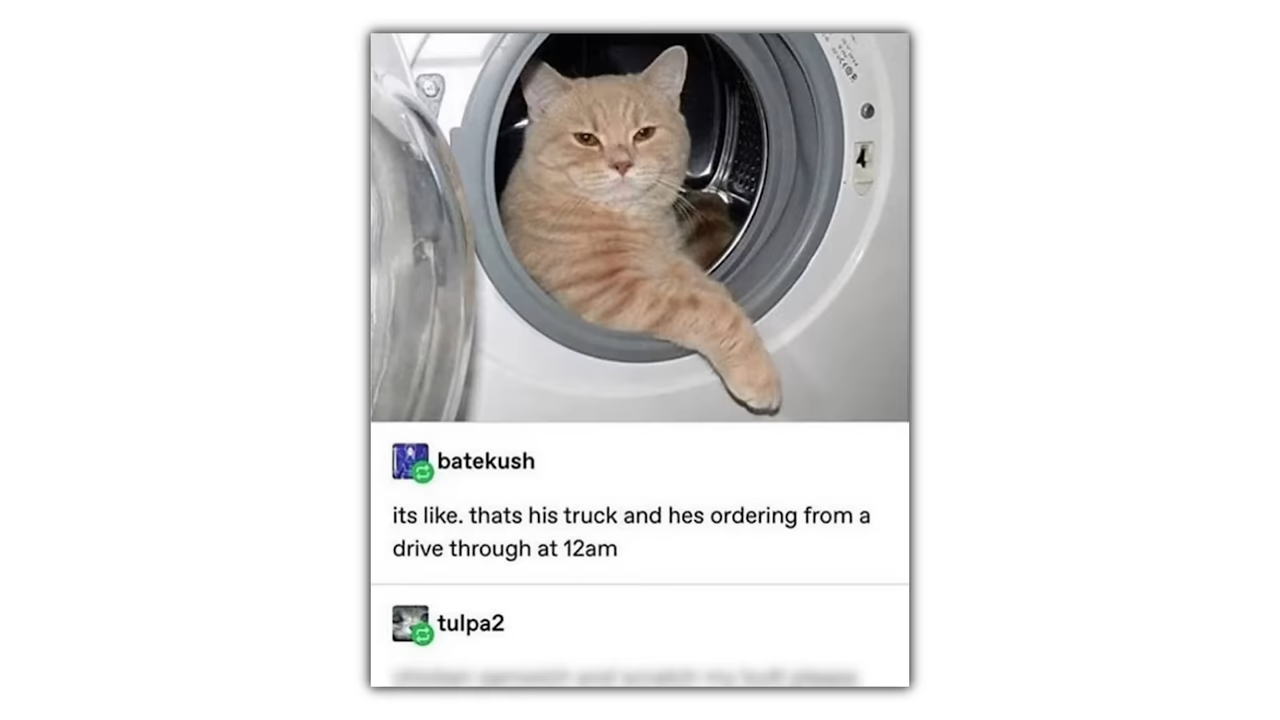 batekush
its like. thats his truck and hes ordering from a
drive through at 12am
tulpa2